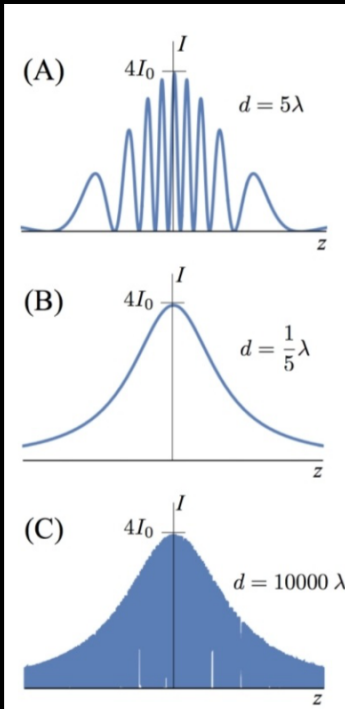 I
(A)
4I₀
d = 5λ
z
I
(B)
4I₀
d = 1/5 λ
z
I
(C)
4I₀
d = 10000 λ
z